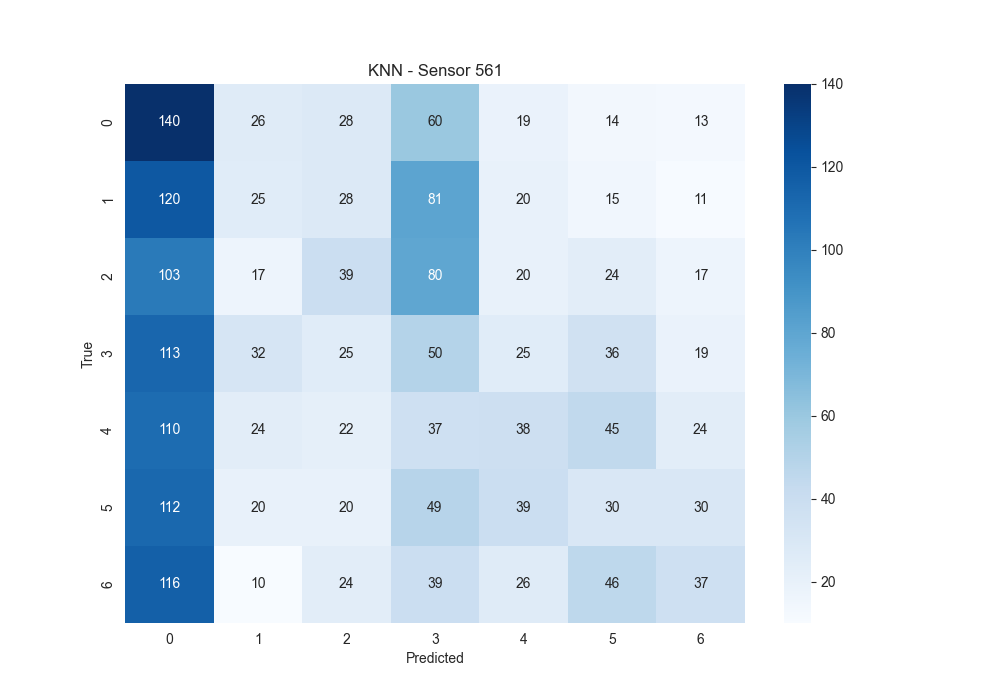 KNN - Sensor 561
0 140 26 28 60 19 14 13
1 120 25 28 81 20 15 11
2 103 17 39 80 20 24 17
3 113 32 25 50 25 36 19
4 110 24 22 37 38 45 24
5 112 20 20 49 39 30 30
6 116 10 24 39 26 46 37
0 1 2 3 4 5 6
Predicted
True
140
120
100
80
60
40
20